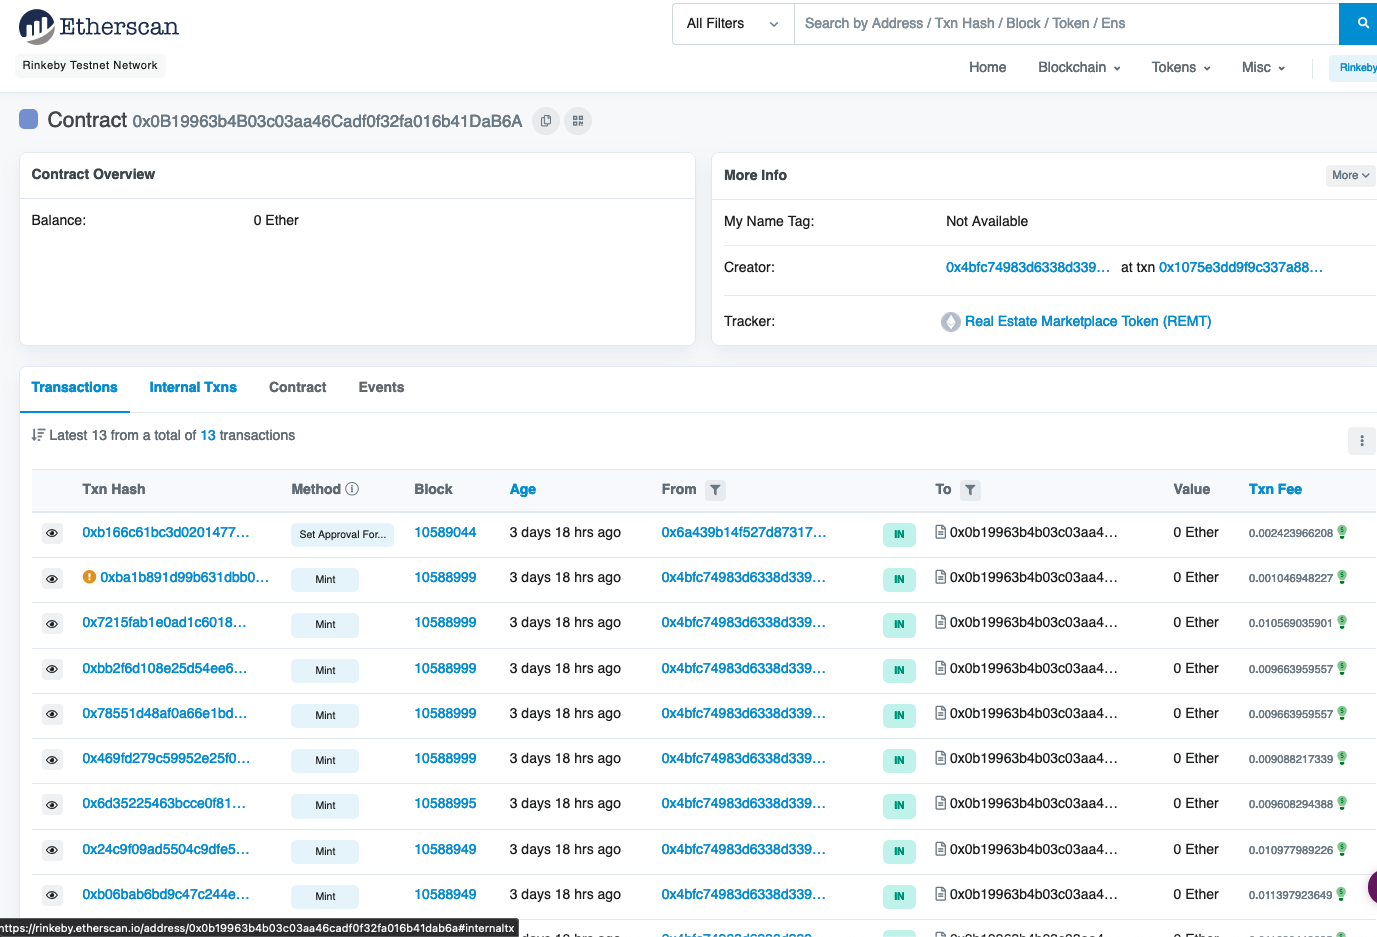 Etherscan
All Filters
Search by Address / Txn Hash / Block / Token / Ens
Rinkeby Testnet Network
Home Blockchain Tokens Misc Rinkeby
Contract 0x0B19963b4B03c03aa46Cadf0f32fa016b41DaB6A
Contract Overview
Balance: 0 Ether
More Info
More
My Name Tag: Not Available
Creator: 0x4bfc74983d6338d339... at txn 0x1075e3dd9f9c337a88...
Tracker: Real Estate Marketplace Token (REMT)
Transactions Internal Txns Contract Events
Latest 13 from a total of 13 transactions
Txn Hash Method Block Age From To Value Txn Fee
0xb166c61bc3d0201477... Set Approval For... 10589044 3 days 18 hrs ago 0x6a439b14f527d87317... IN 0x0b19963b4b03c03aa4... 0 Ether 0.002423966208
0xba1b891d99b631dbb0... Mint 10588999 3 days 18 hrs ago 0x4bfc74983d6338d339... IN 0x0b19963b4b03c03aa4... 0 Ether 0.001046948227
0x7215fab1e0ad1c6018... Mint 10588999 3 days 18 hrs ago 0x4bfc74983d6338d339... IN 0x0b19963b4b03c03aa4... 0 Ether 0.010569035901
0xbb2f6d108e25d54ee6... Mint 10588999 3 days 18 hrs ago 0x4bfc74983d6338d339... IN 0x0b19963b4b03c03aa4... 0 Ether 0.009663959557
0x78551d48af0a66e1bd... Mint 10588999 3 days 18 hrs ago 0x4bfc74983d6338d339... IN 0x0b19963b4b03c03aa4... 0 Ether 0.009663959557
0x469fd279c59952e25f0... Mint 10588999 3 days 18 hrs ago 0x4bfc74983d6338d339... IN 0x0b19963b4b03c03aa4... 0 Ether 0.009088217339
0x6d35225463bcce0f81... Mint 10588995 3 days 18 hrs ago 0x4bfc74983d6338d339... IN 0x0b19963b4b03c03aa4... 0 Ether 0.009608294388
0x24c9f09ad5504c9dfe5... Mint 10588949 3 days 18 hrs ago 0x4bfc74983d6338d339... IN 0x0b19963b4b03c03aa4... 0 Ether 0.010977989226
0xb06bab6bd9c47c244e... Mint 10588949 3 days 18 hrs ago 0x4bfc74983d6338d339... IN 0x0b19963b4b03c03aa4... 0 Ether 0.011397923649
https://rinkeby.etherscan.io/address/0x0b19963b4b03c03aa46cadf0f32fa016b41dab6a#internaltx